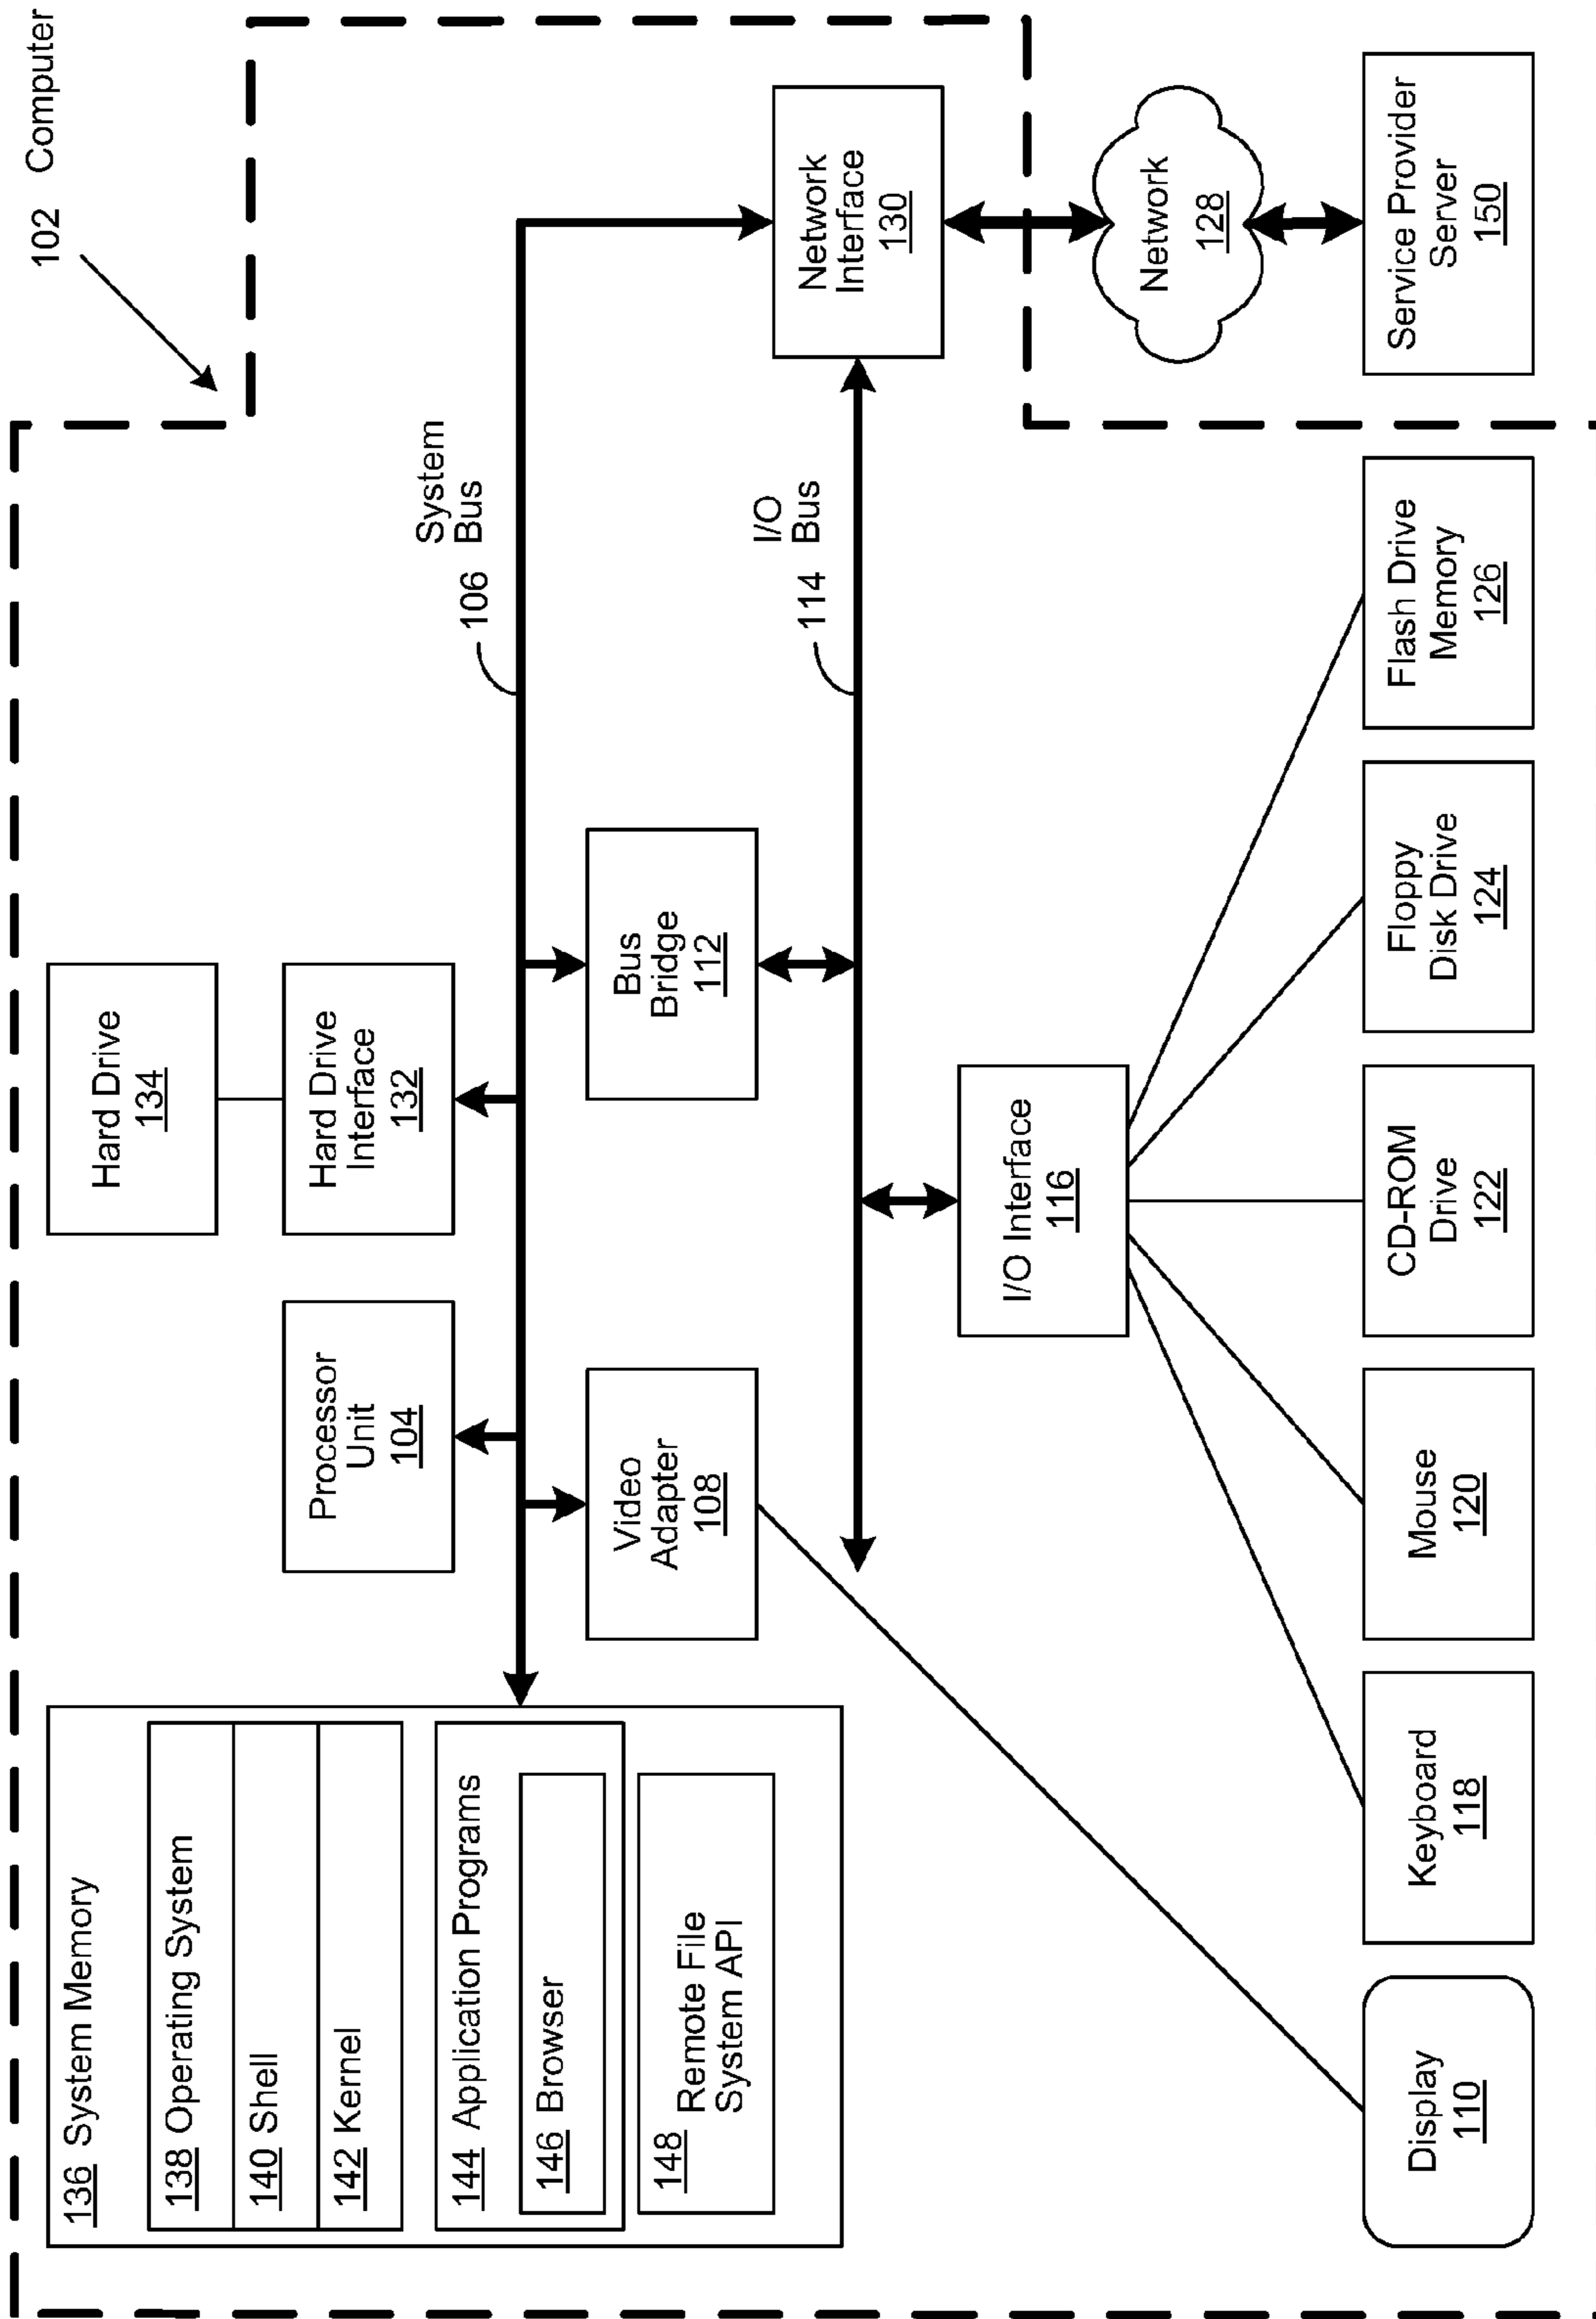 102 Computer
136 System Memory
138 Operating System
140 Shell
142 Kernel
144 Application Programs
146 Browser
148 Remote File
System API
Hard Drive
134
Processor
Unit
104
Hard Drive
Interface
132
System
106 Bus
Video
Adapter
108
Bus
Bridge
112
Network
Interface
130
I/O
114 Bus
I/O Interface
116
Network
128
Display
110
Keyboard
118
Mouse
120
CD-ROM
Drive
122
Floppy
Disk Drive
124
Flash Drive
Memory
126
Service Provider
Server
150